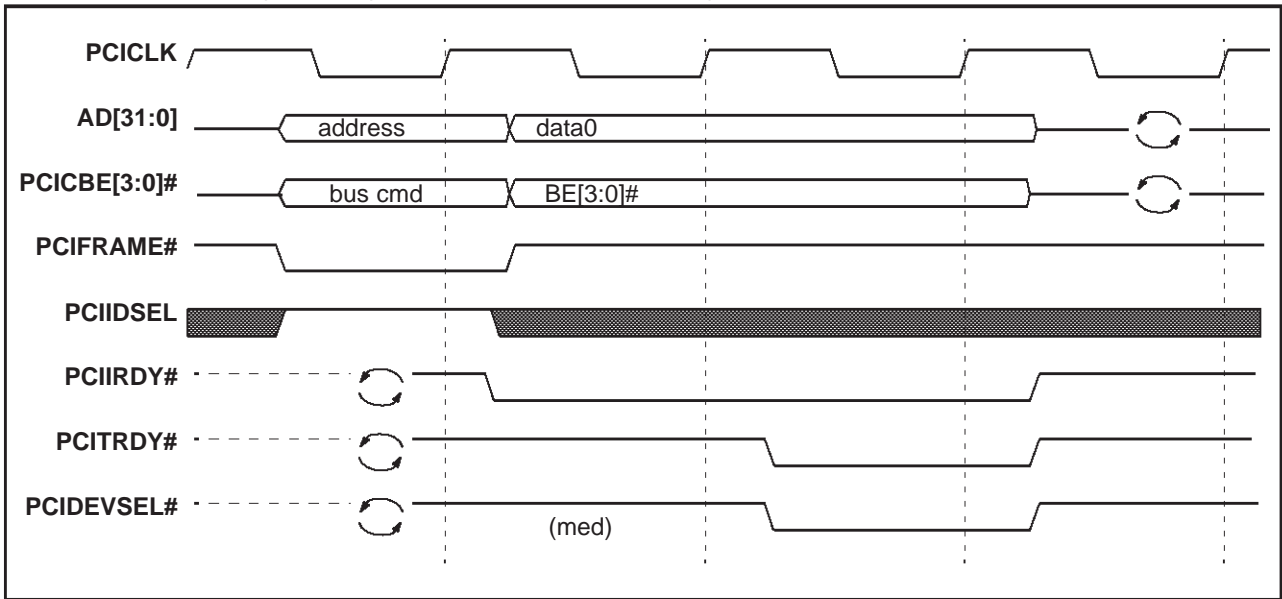 PCICLK
AD[31:0]
address data0
PCICBE[3:0]#
bus cmd BE[3:0]#
PCIFRAME#
PCIIDSEL
PCIIRDY#
PCITRDY#
PCIDEVSEL#
(med)